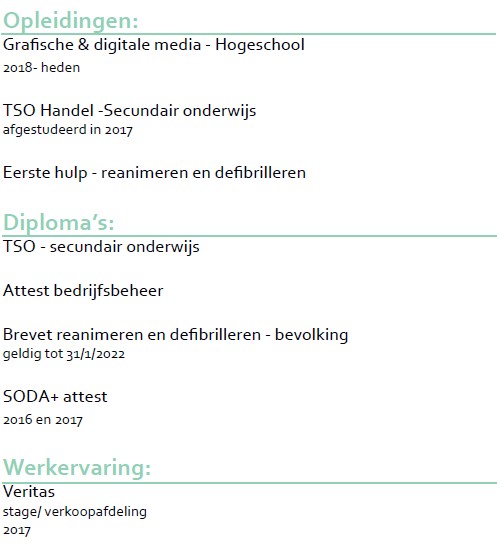 Opleidingen:
Grafische & digitale media - Hogeschool
2018- heden
TSO Handel -Secundair onderwijs
afgestudeerd in 2017
Eerste hulp - reanimeren en defibrilleren
Diploma's:
TSO - secundair onderwijs
Attest bedrijfsbeheer
Brevet reanimeren en defibrilleren - bevolking
geldig tot 31/1/2022
SODA+ attest
2016 en 2017
Werkervaring:
Veritas
stage/ verkoopafdeling
2017